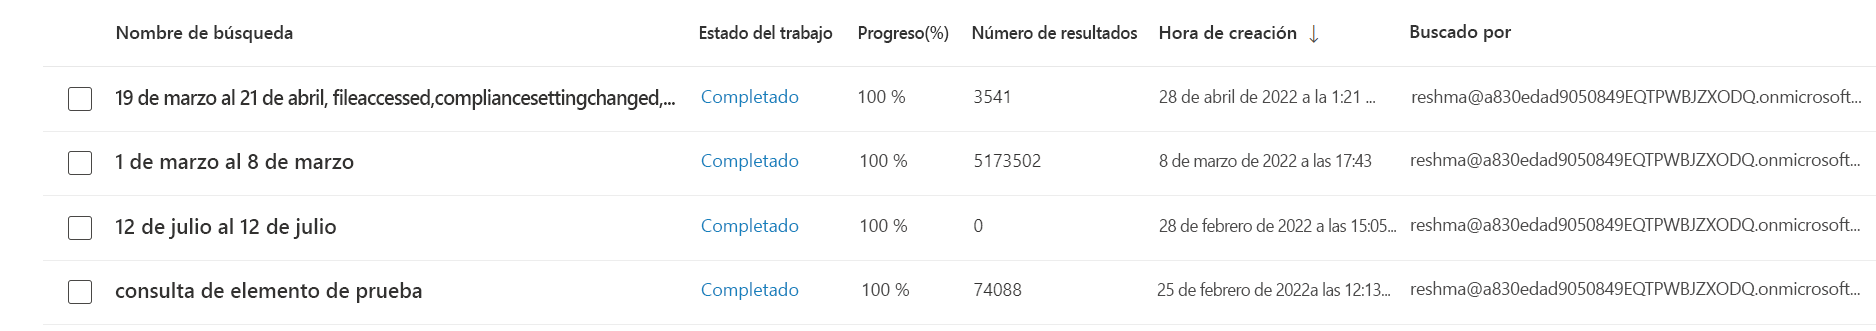 Nombre de búsqueda Estado del trabajo Progreso(%) Número de resultados Hora de creación ↓ Buscado por
19 de marzo al 21 de abril, fileaccessed,compliancesettingchanged,... Completado 100 % 3541 28 de abril de 2022 a la 1:21 ... reshma@a830edad9050849EQTPWBJZXODQ.onmicrosoft...
1 de marzo al 8 de marzo Completado 100 % 5173502 8 de marzo de 2022 a las 17:43 reshma@a830edad9050849EQTPWBJZXODQ.onmicrosoft...
12 de julio al 12 de julio Completado 100 % 0 28 de febrero de 2022 a las 15:05... reshma@a830edad9050849EQTPWBJZXODQ.onmicrosoft...
consulta de elemento de prueba Completado 100 % 74088 25 de febrero de 2022a las 12:13... reshma@a830edad9050849EQTPWBJZXODQ.onmicrosoft...